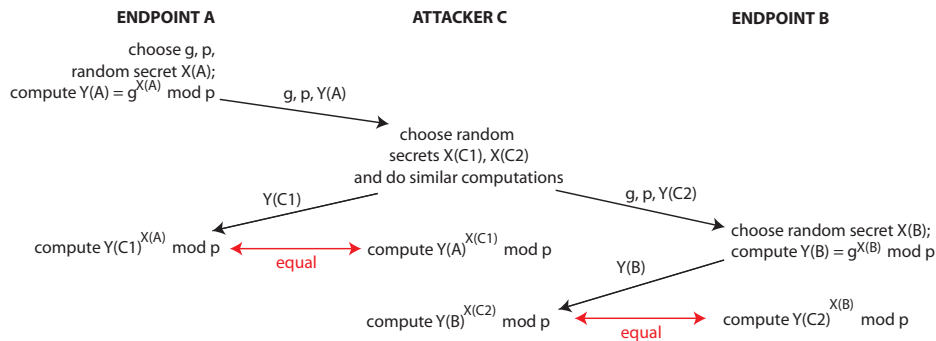 ENDPOINT A
ATTACKER C
ENDPOINT B
choose g, p,
random secret X(A);
compute Y(A) = g^X(A) mod p
g, p, Y(A)
choose random
secrets X(C1), X(C2)
and do similar computations
Y(C1)
g, p, Y(C2)
compute Y(C1)^X(A) mod p
equal
compute Y(A)^X(C1) mod p
choose random secret X(B);
compute Y(B) = g^X(B) mod p
Y(B)
compute Y(B)^X(C2) mod p
equal
compute Y(C2)^X(B) mod p